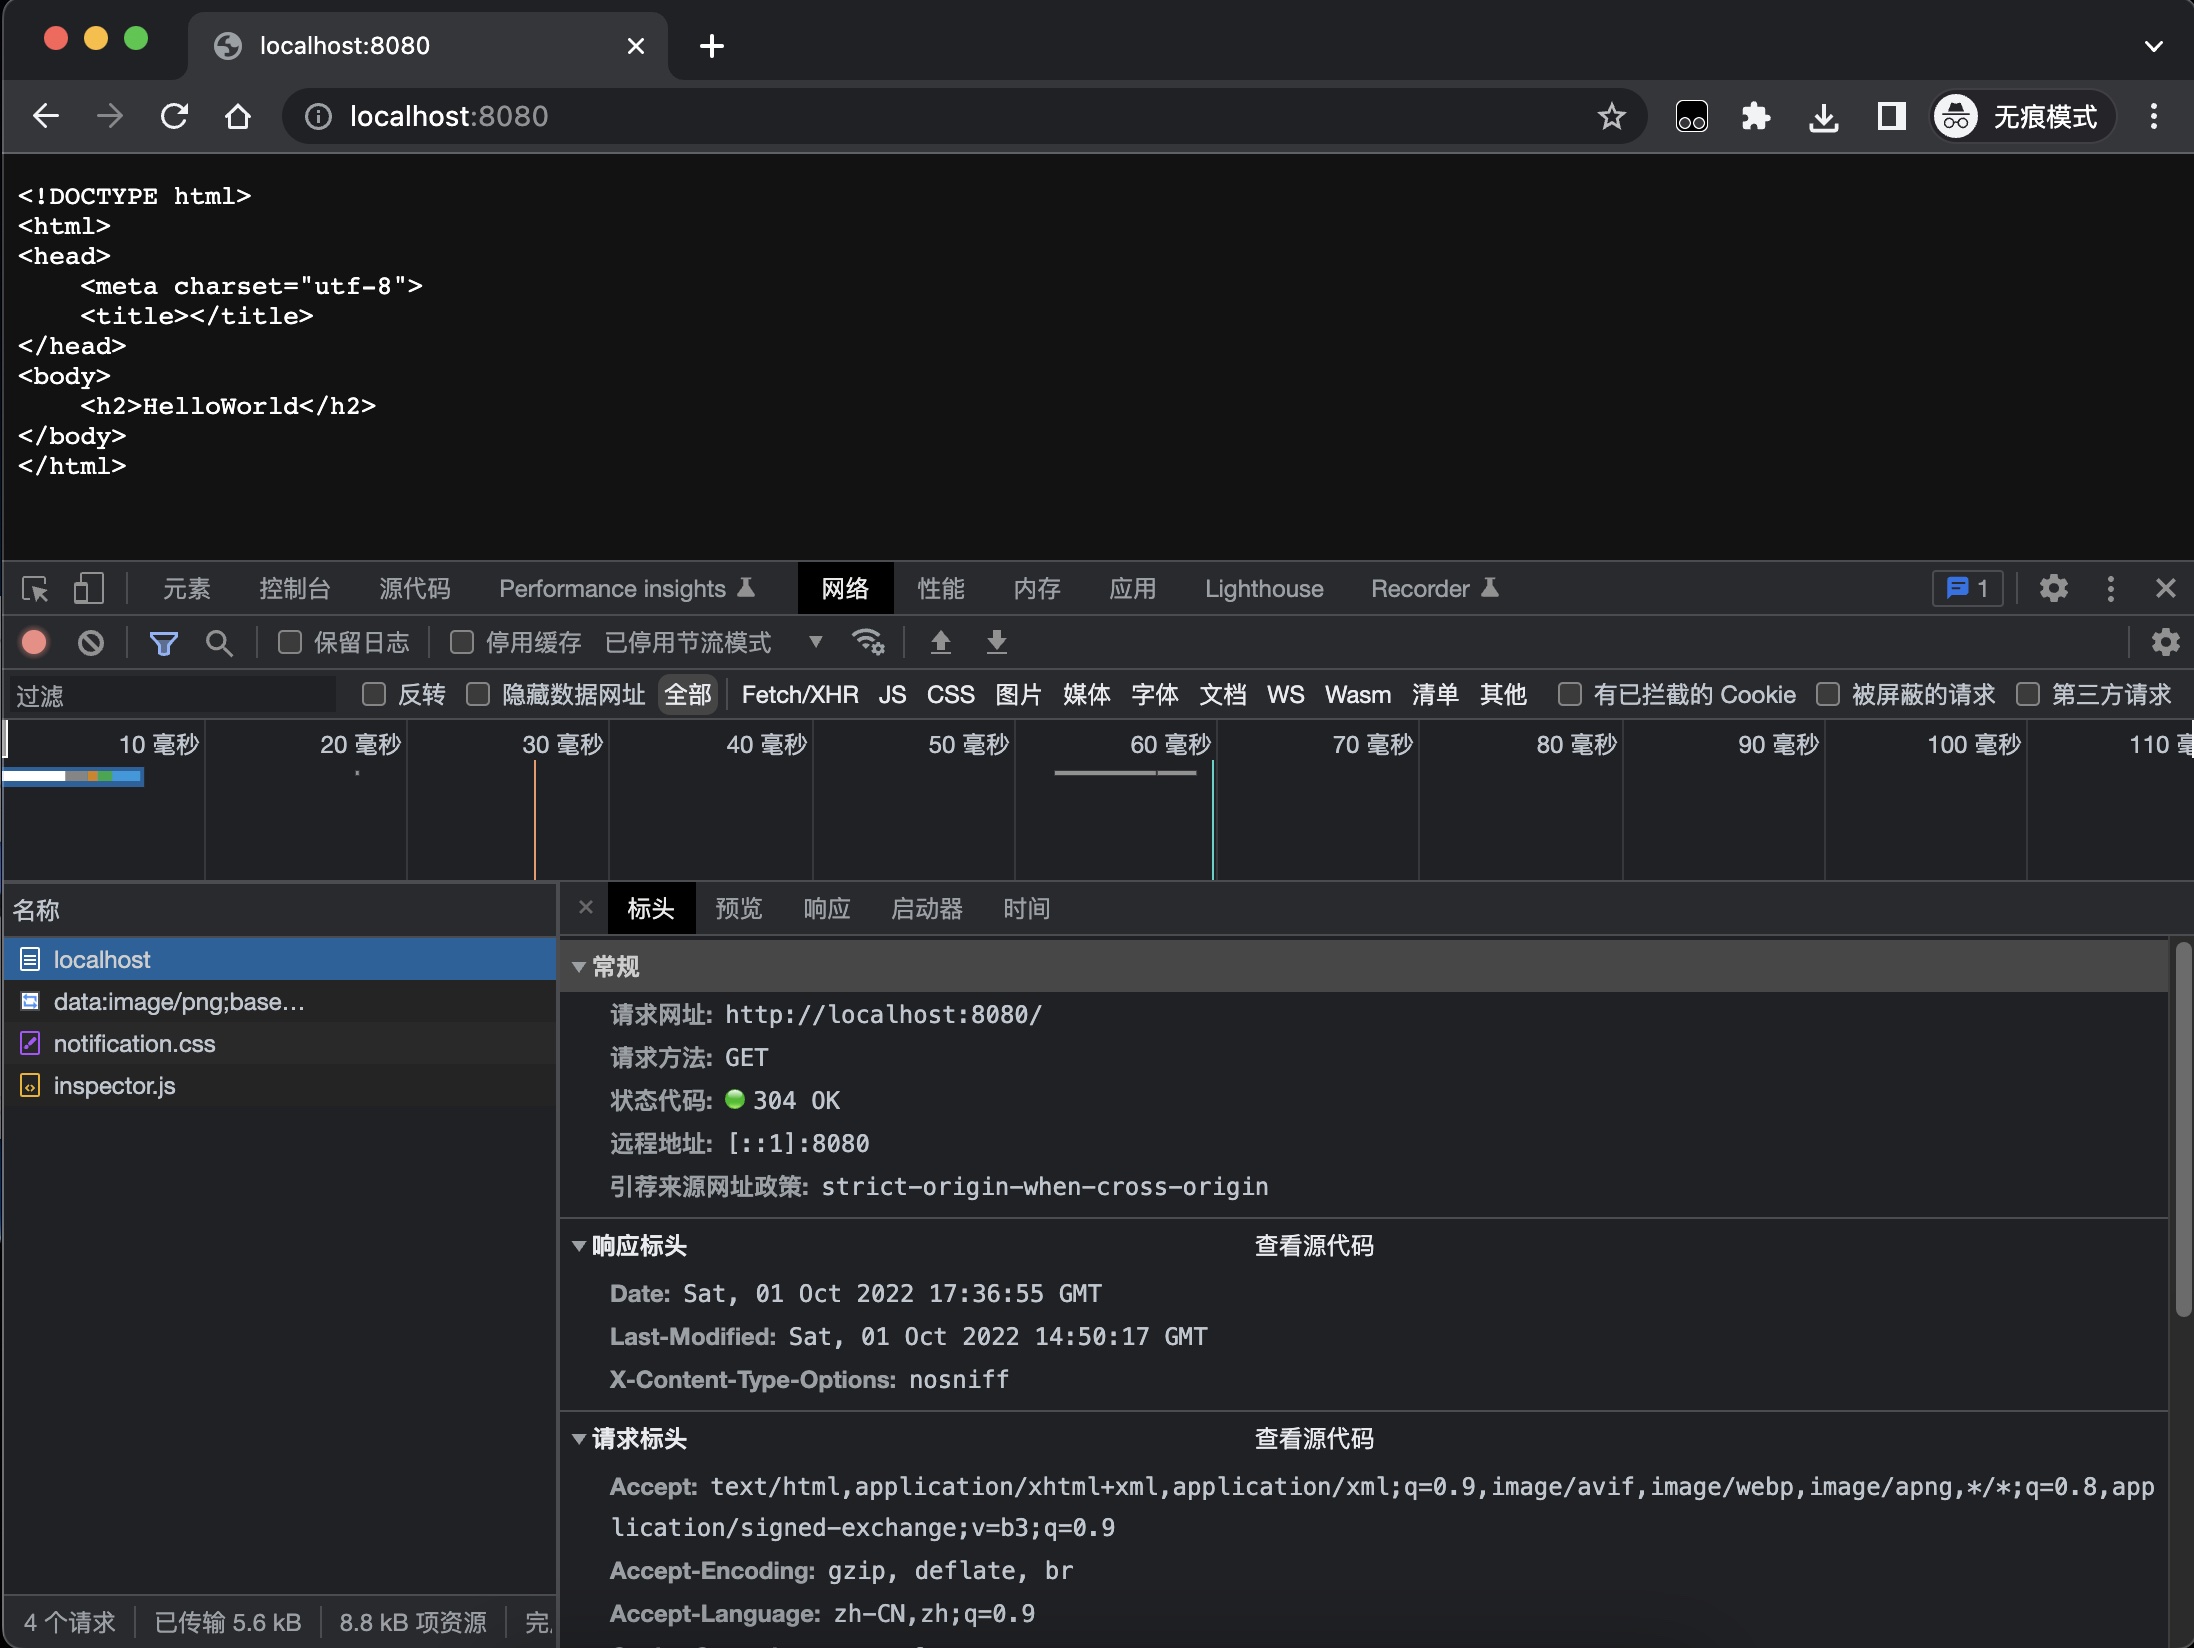 localhost:8080
localhost:8080
无痕模式
<!DOCTYPE html>
<html>
<head>
    <meta charset="utf-8">
    <title></title>
</head>
<body>
    <h2>HelloWorld</h2>
</body>
</html>
元素 控制台 源代码 Performance insights 网络 性能 内存 应用 Lighthouse Recorder 1
保留日志 停用缓存 已停用节流模式
过滤 反转 隐藏数据网址 全部 Fetch/XHR JS CSS 图片 媒体 字体 文档 WS Wasm 清单 其他 有已拦截的 Cookie 被屏蔽的请求 第三方请求
10 毫秒 20 毫秒 30 毫秒 40 毫秒 50 毫秒 60 毫秒 70 毫秒 80 毫秒 90 毫秒 100 毫秒 110 毫
名称
localhost
data:image/png;base…
notification.css
inspector.js
标头 预览 响应 启动器 时间
常规
请求网址: http://localhost:8080/
请求方法: GET
状态代码: 304 OK
远程地址: [::1]:8080
引荐来源网址政策: strict-origin-when-cross-origin
响应标头 查看源代码
Date: Sat, 01 Oct 2022 17:36:55 GMT
Last-Modified: Sat, 01 Oct 2022 14:50:17 GMT
X-Content-Type-Options: nosniff
请求标头 查看源代码
Accept: text/html,application/xhtml+xml,application/xml;q=0.9,image/avif,image/webp,image/apng,*/*;q=0.8,app
lication/signed-exchange;v=b3;q=0.9
Accept-Encoding: gzip, deflate, br
Accept-Language: zh-CN,zh;q=0.9
4 个请求 已传输 5.6 kB 8.8 kB 项资源 完